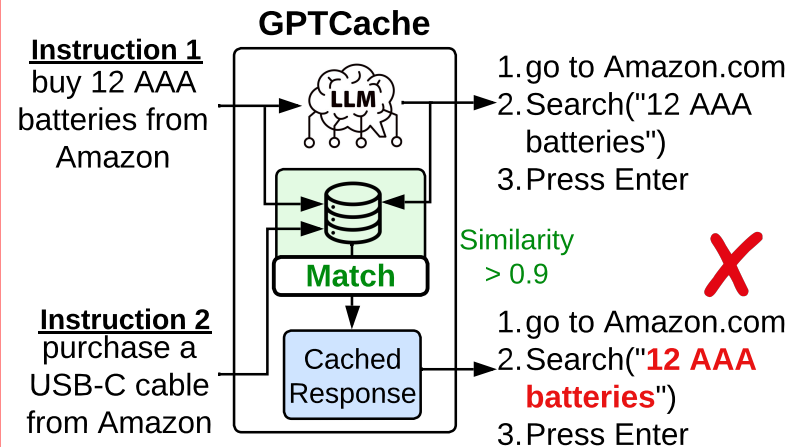 GPTCache
Instruction 1
buy 12 AAA
batteries from
Amazon
LLM
1. go to Amazon.com
2. Search("12 AAA
batteries")
3. Press Enter
Similarity
> 0.9
Match
Instruction 2
purchase a
USB-C cable
from Amazon
Cached
Response
1. go to Amazon.com
2. Search("12 AAA
batteries")
3. Press Enter